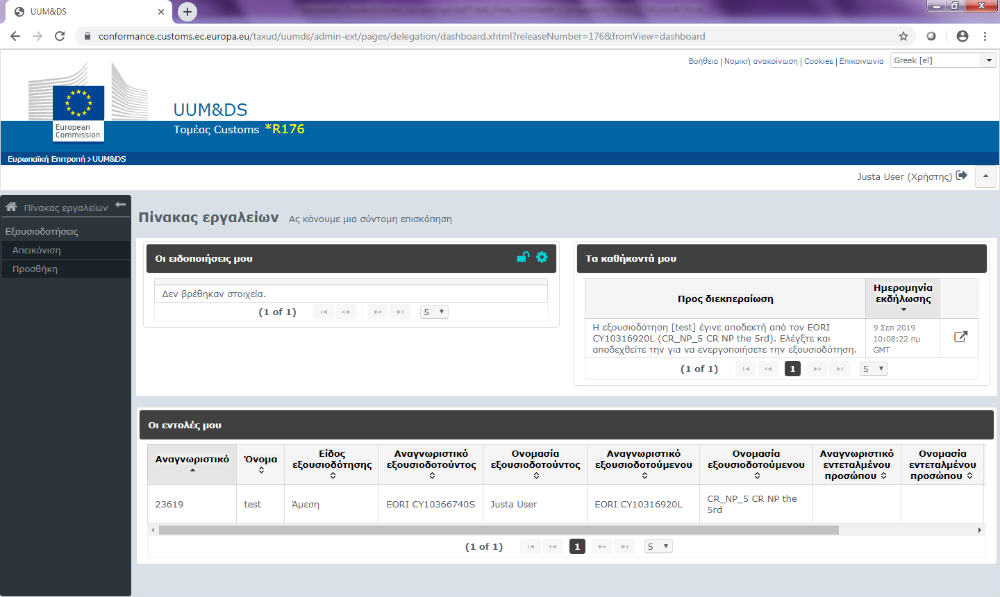 UUM&DS
conformance.customs.ec.europa.eu/taxud/uumds/admin-ext/pages/delegation/dashboard.xhtml?releaseNumber=176&fromView=dashboard
Βοήθεια | Νομική ανακοίνωση | Cookies | Επικοινωνία Greek [el]
European
Commission
UUM&DS
Τομέας Customs *R176
Ευρωπαϊκή Επιτροπή > UUM&DS
Justa User (Χρήστης)
Πίνακας εργαλείων
Εξουσιοδοτήσεις
Απεικόνιση
Προσθήκη
Πίνακας εργαλείων Ας κάνουμε μια σύντομη επισκόπηση
Οι ειδοποιήσεις μου
Δεν βρέθηκαν στοιχεία.
(1 of 1) 5
Τα καθήκοντά μου
Προς διεκπεραίωση
Ημερομηνία
εκδήλωσης
Η εξουσιοδότηση [test] έγινε αποδεκτή από τον EORI
CY10316920L (CR_NP_5 CR NP the 5rd). Ελέγξτε και
αποδεχθείτε την για να ενεργοποιήσετε την εξουσιοδότηση.
9 Σεπ 2019
10:08:22 πμ
GMT
(1 of 1) 1 5
Οι εντολές μου
Αναγνωριστικό
Όνομα
Είδος
εξουσιοδότησης
Αναγνωριστικό
εξουσιοδοτούντος
Ονομασία
εξουσιοδοτούντος
Αναγνωριστικό
εξουσιοδοτούμενου
Ονομασία
εξουσιοδοτούμενου
Αναγνωριστικό
εντεταλμένου
προσώπου
Ονομασία
εντεταλμένου
προσώπου
23619
test
Άμεση
EORI CY10366740S
Justa User
EORI CY10316920L
CR_NP_5 CR NP the
5rd
(1 of 1) 1 5